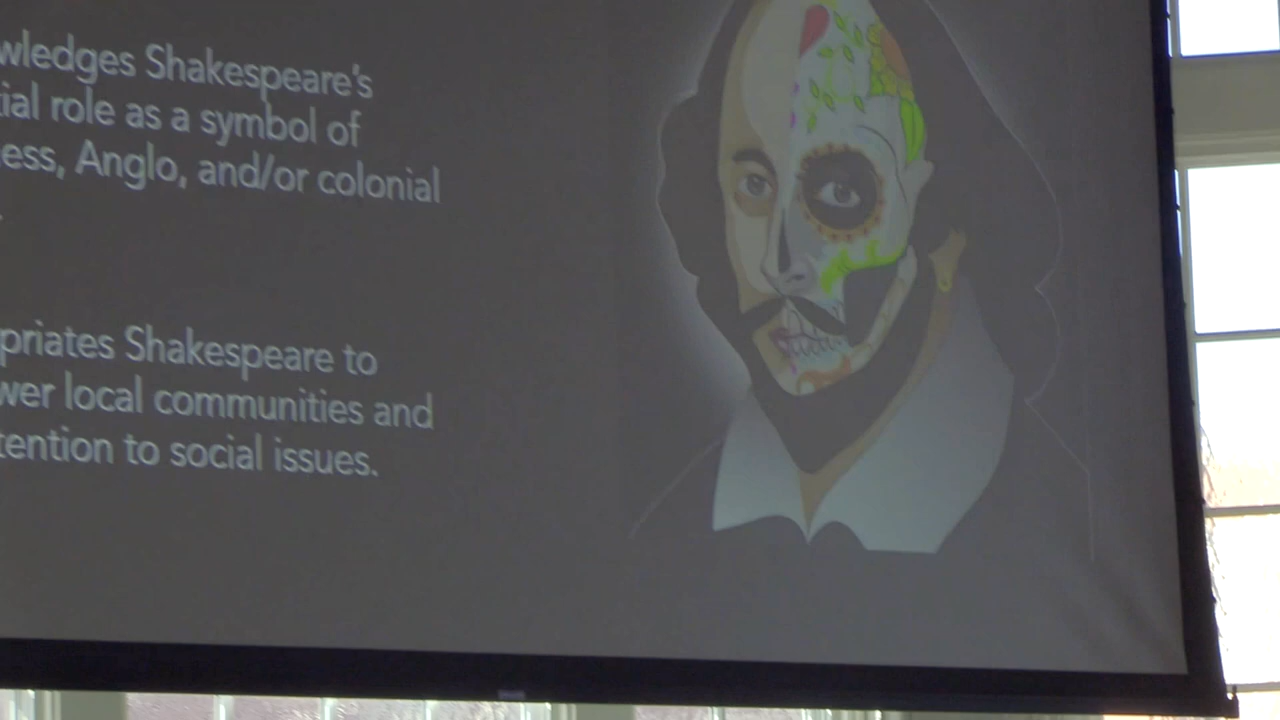 wledges Shakespeare's
tial role as a symbol of
ess, Anglo, and/or colonial
.
priates Shakespeare to
wer local communities and
tention to social issues.